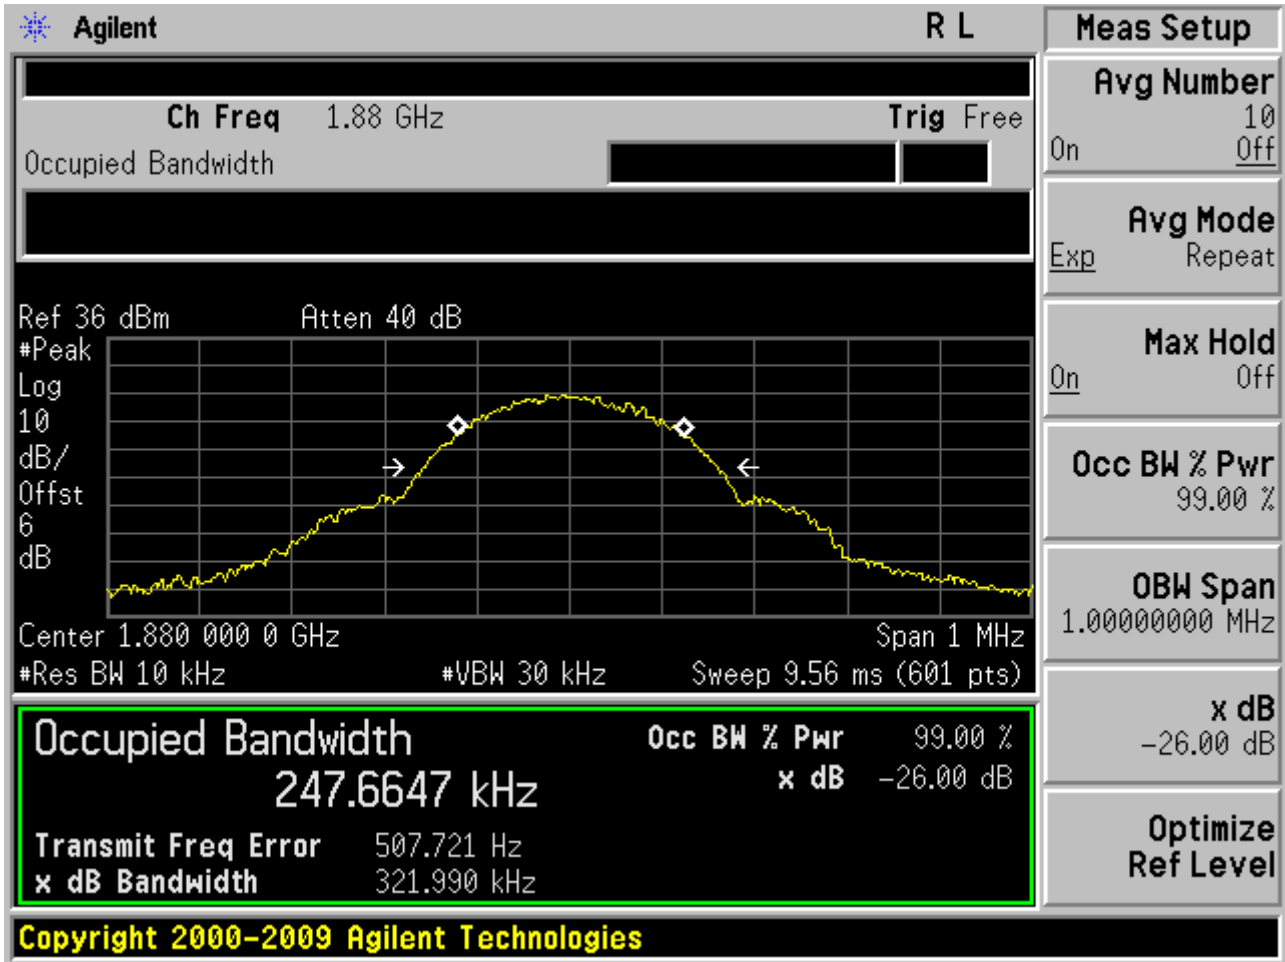 Agilent R L
Ch Freq 1.88 GHz Trig Free
Occupied Bandwidth
Ref 36 dBm Atten 40 dB
#Peak
Log
10
dB/
Offst
6
dB
Center 1.880 000 0 GHz Span 1 MHz
#Res BW 10 kHz #VBW 30 kHz Sweep 9.56 ms (601 pts)
Occupied Bandwidth
247.6647 kHz
Occ BW % Pwr 99.00 %
x dB -26.00 dB
Transmit Freq Error 507.721 Hz
x dB Bandwidth 321.990 kHz
Copyright 2000-2009 Agilent Technologies
Meas Setup
Avg Number
10
On Off
Avg Mode
Exp Repeat
Max Hold
On Off
Occ BW % Pwr
99.00 %
OBW Span
1.00000000 MHz
x dB
-26.00 dB
Optimize
Ref Level